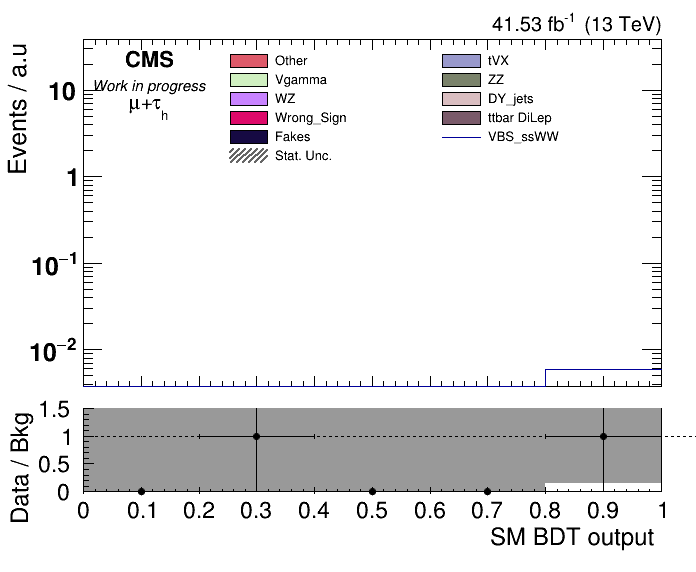 41.53 fb⁻¹ (13 TeV)
Events / a.u
CMS
Work in progress
μ+τh
Other
Vgamma
WZ
Wrong_Sign
Fakes
Stat. Unc.
tVX
ZZ
DY_jets
ttbar DiLep
VBS_ssWW
10
1
10⁻¹
10⁻²
Data / Bkg
1.5
1
0.5
0
0 0.1 0.2 0.3 0.4 0.5 0.6 0.7 0.8 0.9 1
SM BDT output